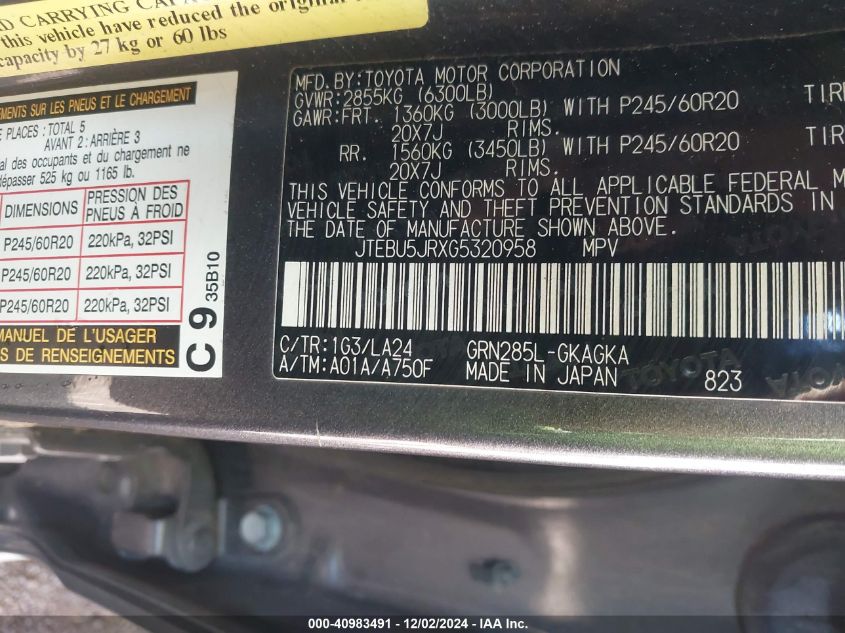 D CARRYING CAPA
this vehicle have reduced the original
capacity by 27 kg or 60 lbs
EMENTS SUR LES PNEUS ET LE CHARGEMENT
E PLACES: TOTAL 5
AVANT 2: ARRIÈRE 3
al des occupants et du chargement ne
dépasser 525 kg ou 1165 lb.
DIMENSIONS PRESSION DES PNEUS À FROID
P245/60R20 220kPa, 32PSI
P245/60R20 220kPa, 32PSI
P245/60R20 220kPa, 32PSI
MANUEL DE L'USAGER
S DE RENSEIGNEMENTS
C 9 35B10
MFD. BY:TOYOTA MOTOR CORPORATION
GVWR:2855KG (6300LB)
GAWR:FRT. 1360KG (3000LB) WITH P245/60R20 TIR
20X7J RIMS.
RR. 1560KG (3450LB) WITH P245/60R20 TIR
20X7J RIMS.
THIS VEHICLE CONFORMS TO ALL APPLICABLE FEDERAL M
VEHICLE SAFETY AND THEFT PREVENTION STANDARDS IN
THE DATE OF MANUFACTURE SHOWN ABOVE.
JTEBU5JRXG5320958 MPV
C/TR:1G3/LA24 GRN285L-GKAGKA
A/TM:A01A/A750F MADE IN JAPAN 823
TOYOTA
000-40983491 - 12/02/2024 - IAA Inc.